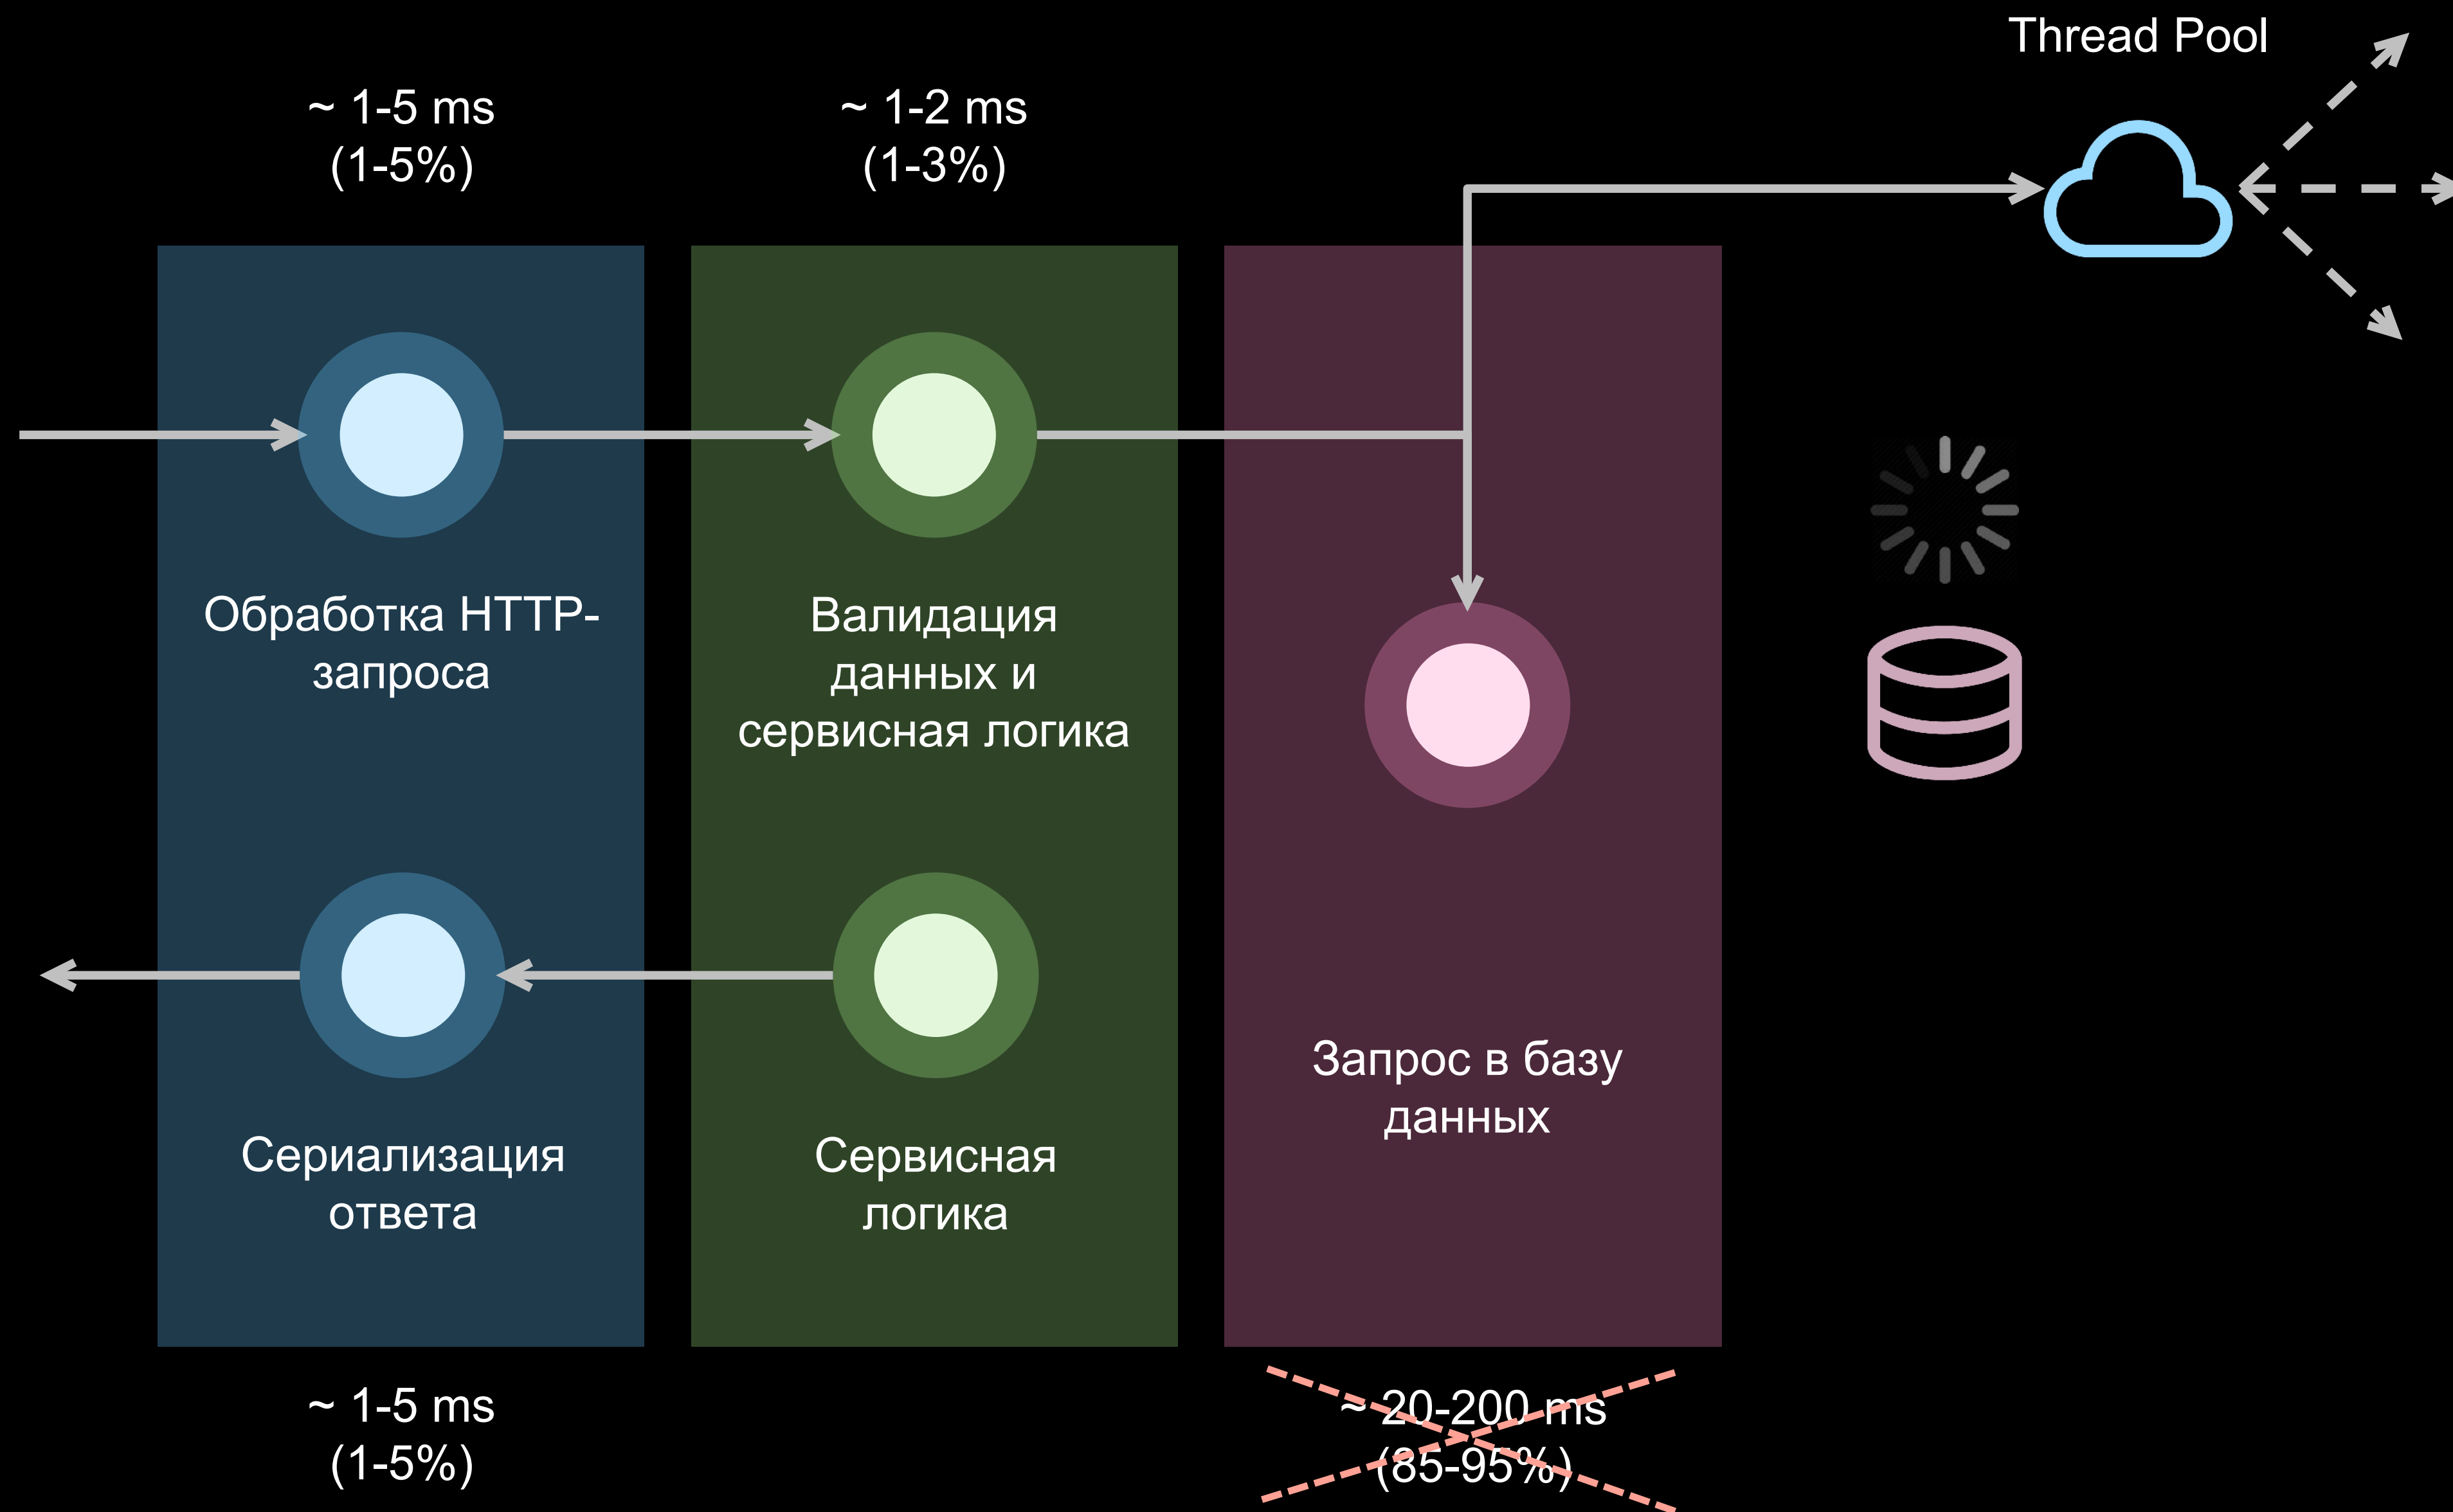 Thread Pool
~ 1-5 ms
(1-5%)
~ 1-2 ms
(1-3%)
Обработка HTTP-
запроса
Валидация
данных и
сервисная логика
Запрос в базу
данных
Сериализация
ответа
Сервисная
логика
~ 1-5 ms
(1-5%)
~ 20-200 ms
(85-95%)